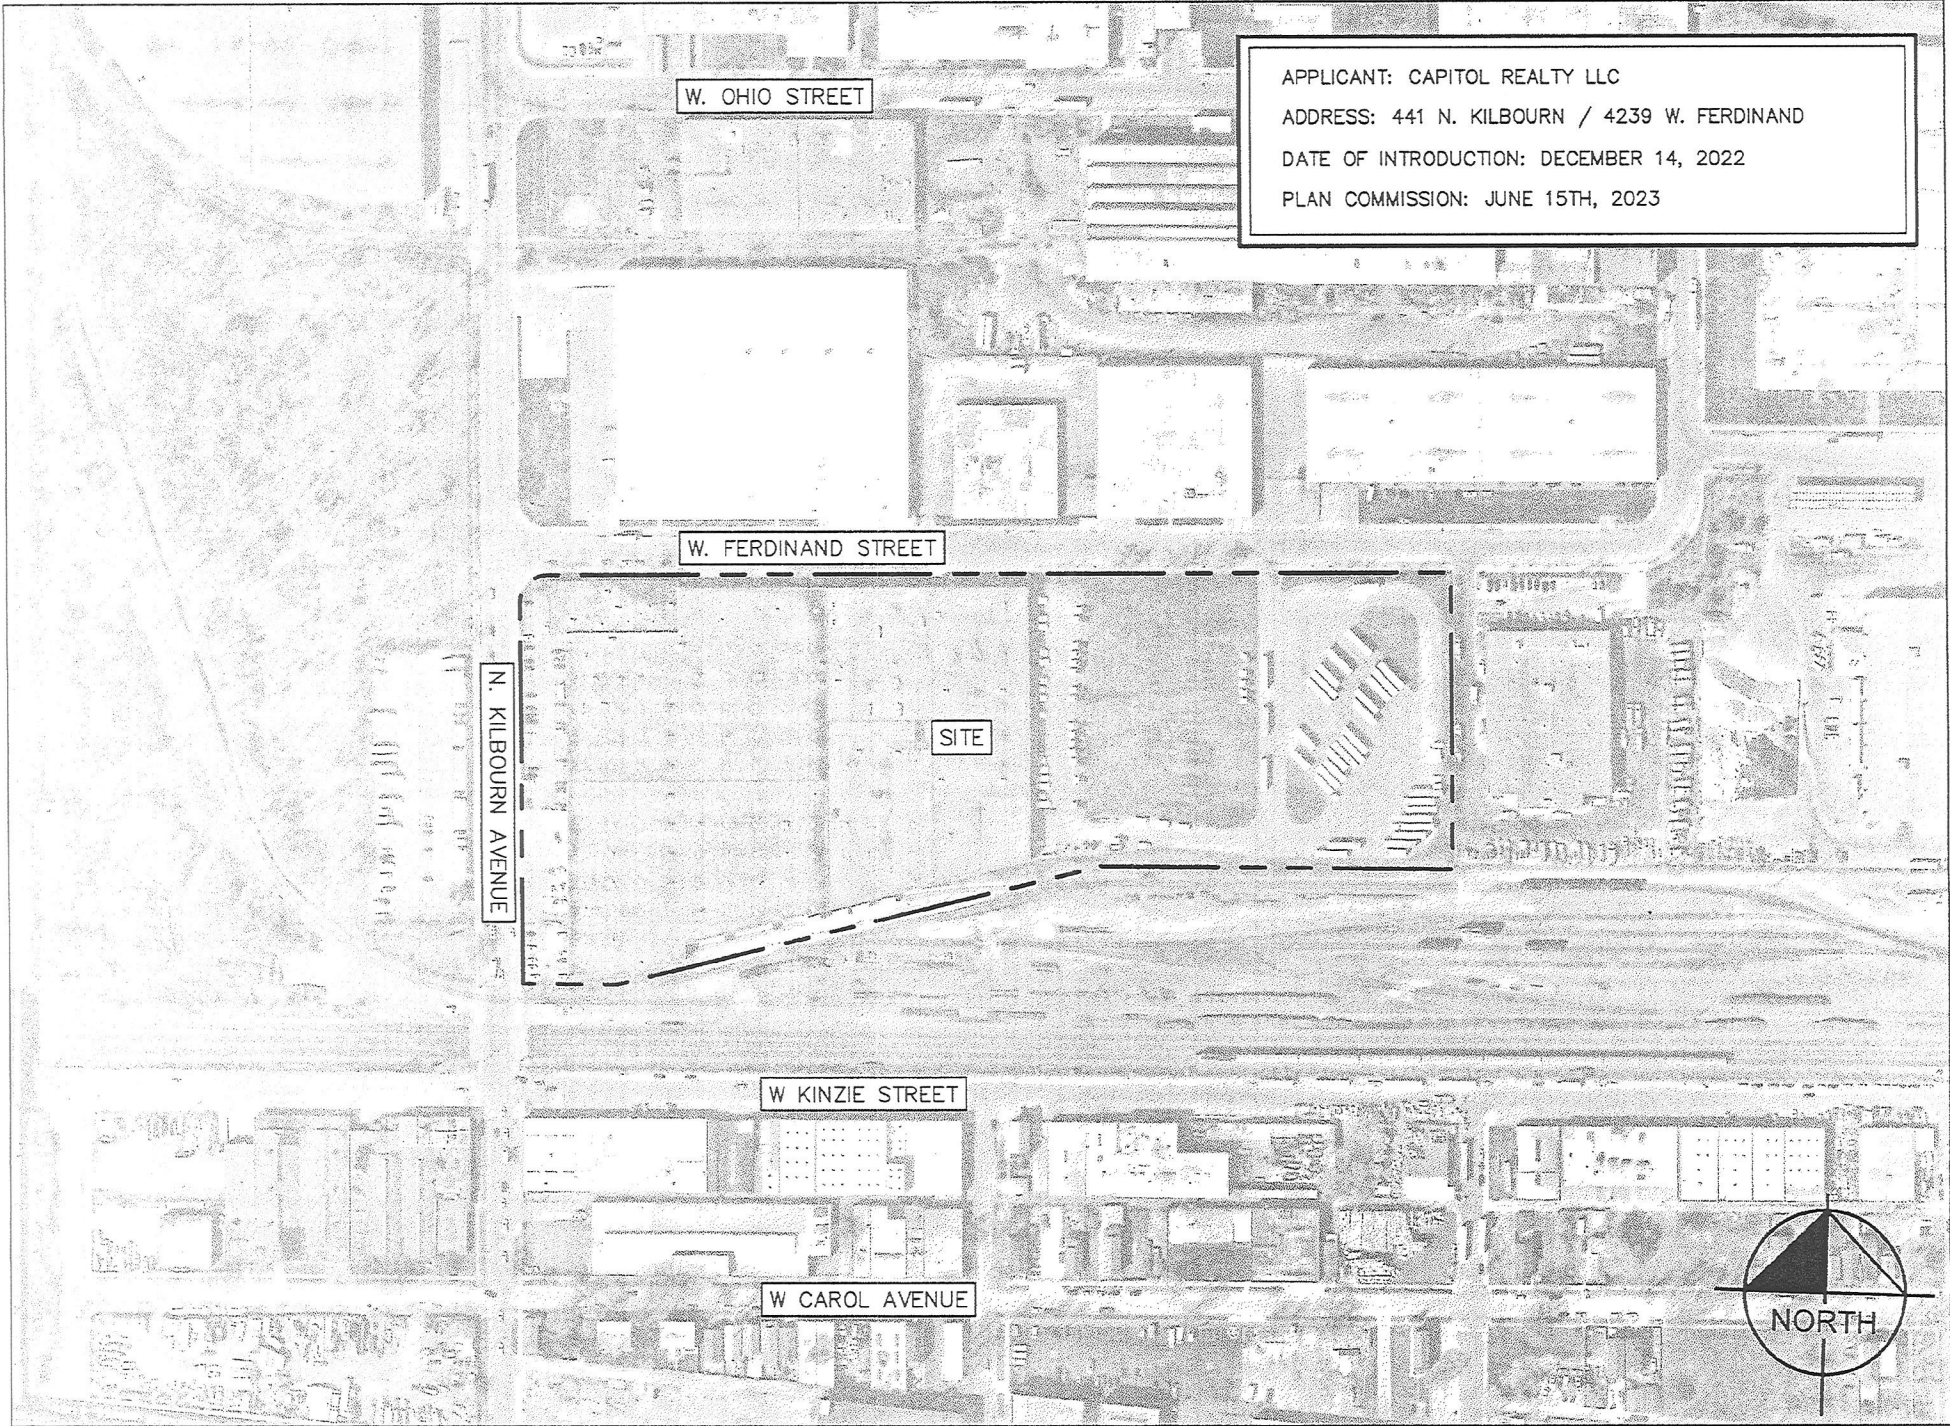 W. OHIO STREET
APPLICANT: CAPITOL REALTY LLC
ADDRESS: 441 N. KILBOURN / 4239 W. FERDINAND
DATE OF INTRODUCTION: DECEMBER 14, 2022
PLAN COMMISSION: JUNE 15TH, 2023
W. FERDINAND STREET
N. KILBOURN AVENUE
SITE
W KINZIE STREET
W CAROL AVENUE
NORTH